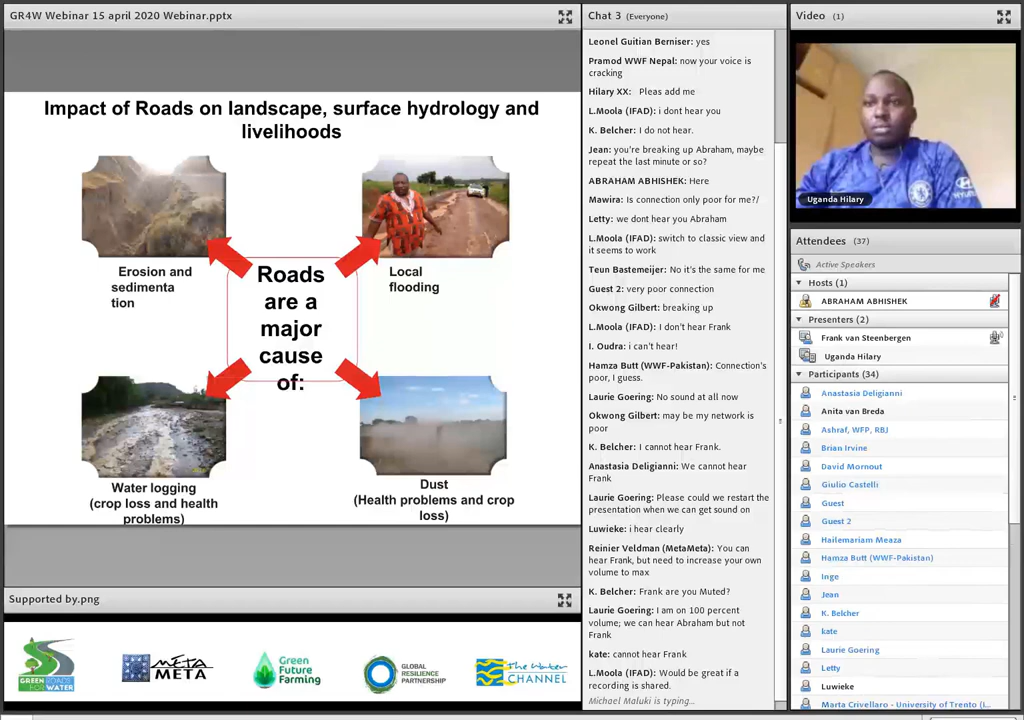 GR4W Webinar 15 april 2020 Webinar.pptx
Impact of Roads on landscape, surface hydrology and
livelihoods
Erosion and
sedimenta
tion
Local
flooding
Roads
are a
major
cause
of:
Water logging
(crop loss and health
problems)
Dust
(Health problems and crop
loss)
Supported by.png
GREEN ROADS
FOR WATER
META
META
Green
Future
Farming
GLOBAL
RESILIENCE
PARTNERSHIP
The Water
CHANNEL
Chat 3 (Everyone)
Leonel Guitian Berniser: yes
Pramod WWF Nepal: now your voice is
cracking
Hilary XX: Pleas add me
L.Moola (IFAD): i dont hear you
K. Belcher: I do not hear.
Jean: you're breaking up Abraham, maybe
repeat the last minute or so?
ABRAHAM ABHISHEK: Here
Mawira: Is connection only poor for me?/
Letty: we dont hear you Abraham
L.Moola (IFAD): switch to classic view and
it seems to work
Teun Bastemeijer: No it's the same for me
Guest 2: very poor connection
Okwong Gilbert: breaking up
L.Moola (IFAD): I don't hear Frank
I. Oudra: i can't hear!
Hamza Butt (WWF-Pakistan): Connection's
poor, I guess.
Laurie Goering: No sound at all now
Okwong Gilbert: may be my network is
poor
K. Belcher: I cannot hear Frank.
Anastasia Deligianni: We cannot hear
Frank
Laurie Goering: Please could we restart the
presentation when we can get sound on
Luwieke: i hear clearly
Reinier Veldman (MetaMeta): You can
hear Frank, but need to increase your own
volume to max
K. Belcher: Frank are you Muted?
Laurie Goering: I am on 100 percent
volume; we can hear Abraham but not
Frank
kate: cannot hear Frank
L.Moola (IFAD): Would be great if a
recording is shared.
Michael Maluki is typing...
Video (1)
HYUNDAI
Uganda Hilary
Attendees (37)
Active Speakers
Hosts (1)
ABRAHAM ABHISHEK
Presenters (2)
Frank van Steenbergen
Uganda Hilary
Participants (34)
Anastasia Deligianni
Anita van Breda
Ashraf, WFP, RBJ
Brian Irvine
David Mornout
Giulio Castelli
Guest
Guest 2
Hailemariam Meaza
Hamza Butt (WWF-Pakistan)
Inge
Jean
K. Belcher
kate
Laurie Goering
Letty
Luwieke
Marta Crivellaro - University of Trento (I...